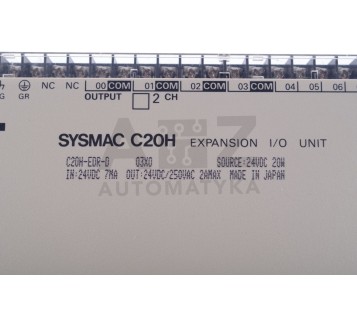 G GR NC NC 00 COM 01 COM 02 COM 03 COM 04 05 06
OUTPUT 2 CH
SYSMAC C20H EXPANSION I/O UNIT
C20H-EDR-D 03X0 SOURCE:24VDC 20W
IN:24VDC 7MA OUT:24VDC/250VAC 2AMAX MADE IN JAPAN
AUTOMATYKA